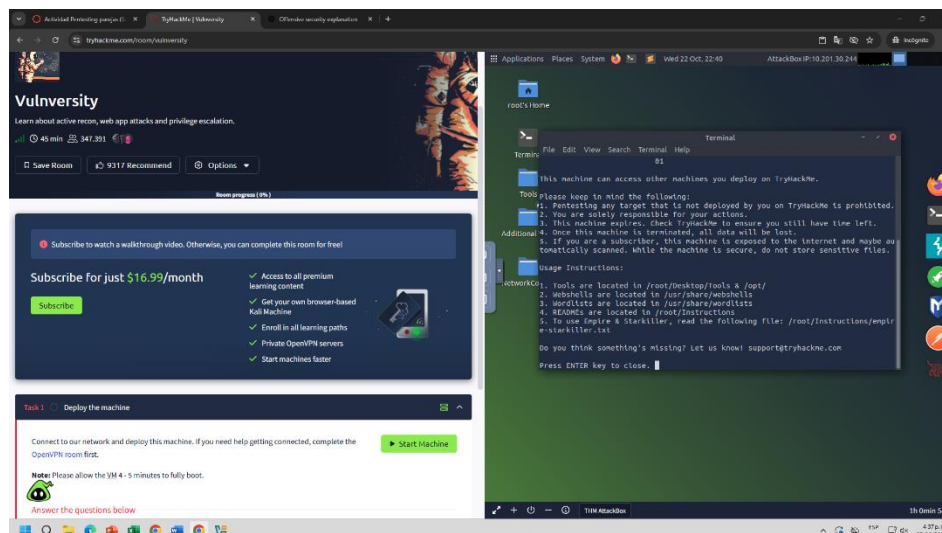 Actividad Pentesting parejas (1
TryHackMe | Vulnversity
Offensive security explanation
tryhackme.com/room/vulnversity
Incógnito
Vulnversity
Learn about active recon, web app attacks and privilege escalation.
45 min 347.391
Save Room
9317 Recommend
Options
Room progress ( 0% )
Subscribe to watch a walkthrough video. Otherwise, you can complete this room for free!
Subscribe for just $16.99/month
Subscribe
Access to all premium
learning content
Get your own browser-based
Kali Machine
Enroll in all learning paths
Private OpenVPN servers
Start machines faster
Task 1 Deploy the machine
Connect to our network and deploy this machine. If you need help getting connected, complete the
OpenVPN room first.
Start Machine
Note: Please allow the VM 4 - 5 minutes to fully boot.
Answer the questions below
Applications Places System Wed 22 Oct, 22:40 AttackBox IP:10.201.30.244
root's Home
Terminal
File Edit View Search Terminal Help
01
This machine can access other machines you deploy on TryHackMe.
Please keep in mind the following:
1. Pentesting any target that is not deployed by you on TryHackMe is prohibited.
2. You are solely responsible for your actions.
3. This machine expires. Check TryHackMe to ensure you still have time left.
4. Once this machine is terminated, all data will be lost.
5. If you are a subscriber, this machine is exposed to the internet and maybe au
tomatically scanned. While the machine is secure, do not store sensitive files.
Usage Instructions:
1. Tools are located in /root/Desktop/Tools & /opt/
2. Webshells are located in /usr/share/webshells
3. Wordlists are located in /usr/share/wordlists
4. READMEs are located in /root/Instructions
5. To use Empire & Starkiller, read the following file: /root/Instructions/empir
e-starkiller.txt
Do you think something's missing? Let us know! support@tryhackme.com
Press ENTER key to close.
Tools
Additional
THM AttackBox
1h 0min
ESP
4:37 p.